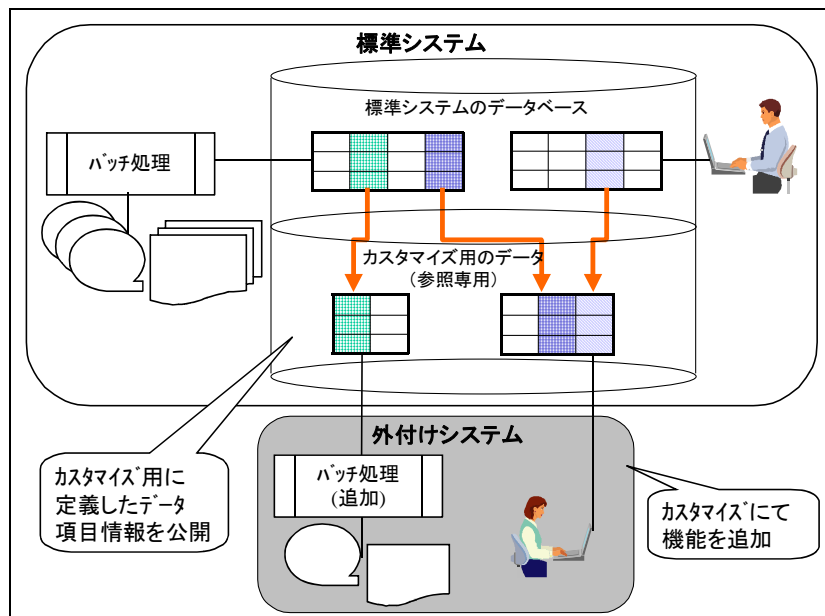 標準システム
標準システムのデータベース
バッチ処理
カスタマイズ用のデータ
(参照専用)
外付けシステム
バッチ処理
(追加)
カスタマイズ用に
定義したデータ
項目情報を公開
カスタマイズにて
機能を追加